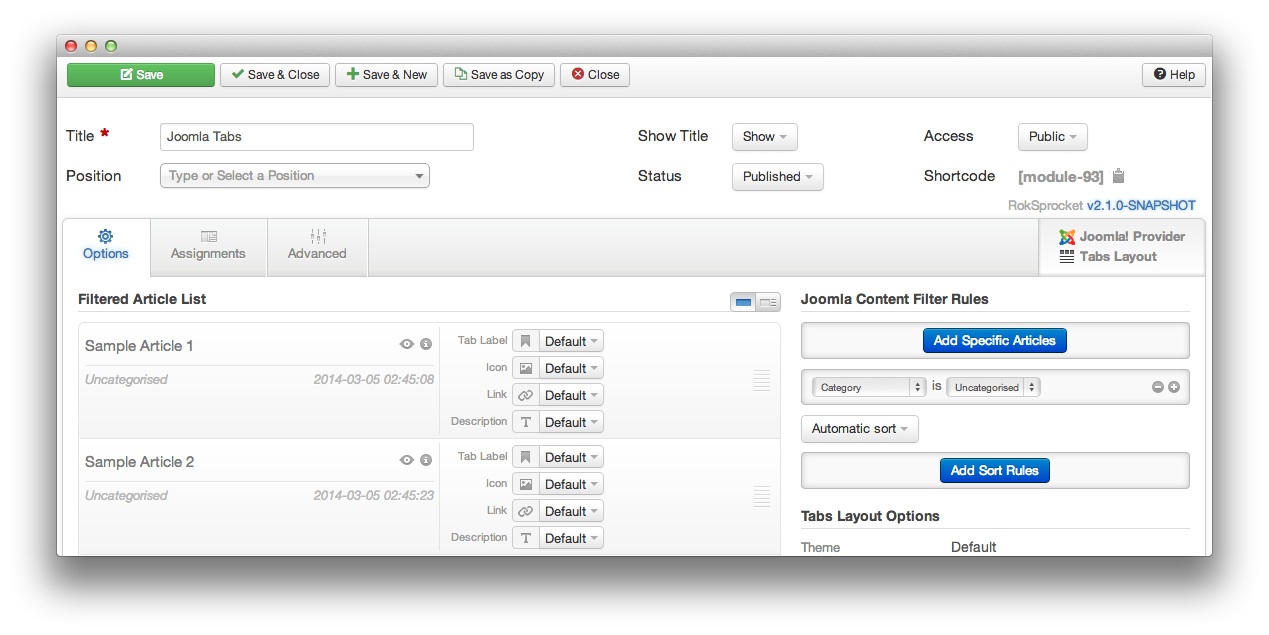 Save Save & Close Save & New Save as Copy Close Help
Title * Joomla Tabs Show Title Show Access Public
Position Type or Select a Position Status Published Shortcode [module-93]
RokSprocket v2.1.0-SNAPSHOT
Options Assignments Advanced Joomla! Provider
Tabs Layout
Filtered Article List
Sample Article 1
Uncategorised 2014-03-05 02:45:08
Tab Label Default
Icon Default
Link Default
Description T Default
Sample Article 2
Uncategorised 2014-03-05 02:45:23
Tab Label Default
Icon Default
Link Default
Description T Default
Joomla Content Filter Rules
Add Specific Articles
Category is Uncategorised
Automatic sort
Add Sort Rules
Tabs Layout Options
Theme Default